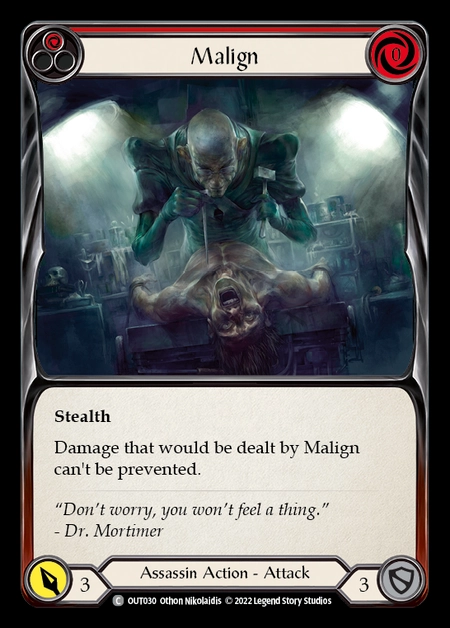 Malign
0
Stealth
Damage that would be dealt by Malign
can't be prevented.
“Don’t worry, you won’t feel a thing.”
- Dr. Mortimer
3
Assassin Action - Attack
3
C OUT030 Othon Nikolaidis © 2022 Legend Story Studios